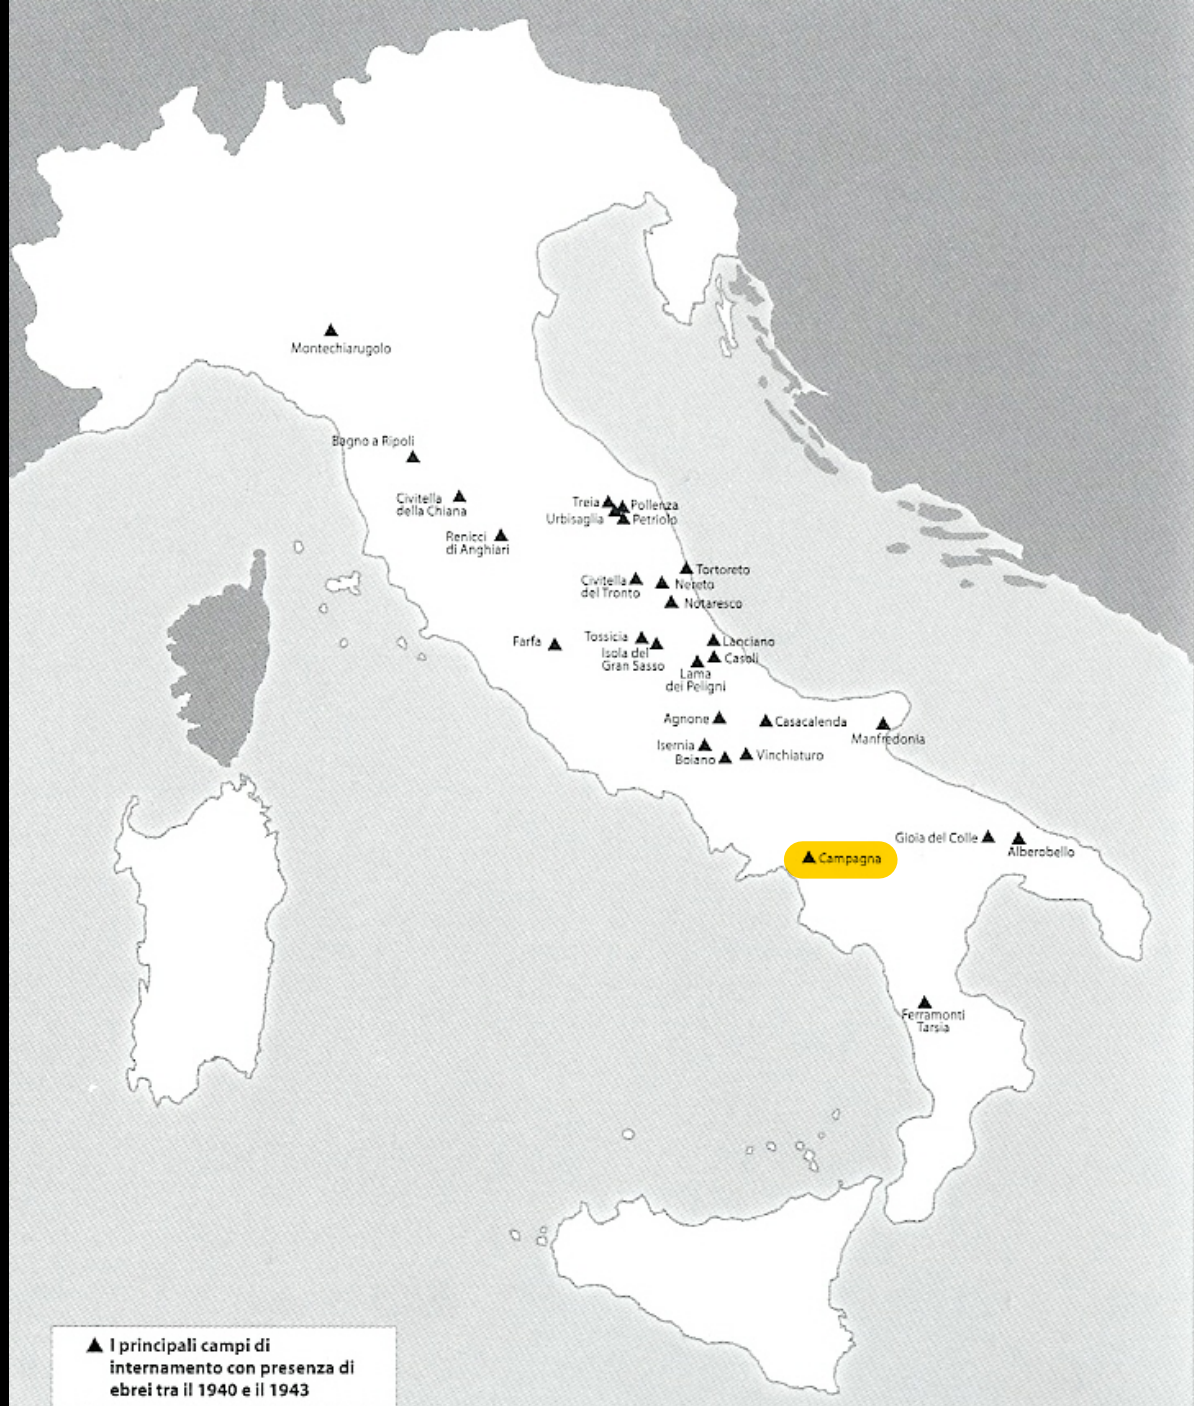 Montechiarugolo
Bagno a Ripoli
Civitella
della Chiana
Renicci
di Anghiari
Treia
Pollenza
Urbisaglia
Petriolo
Tortoreto
Civitella
del Tronto
Nereto
Notaresco
Farfa
Tossicia
Isola del
Gran Sasso
Lanciano
Casoli
Lama
dei Peligni
Agnone
Casacalenda
Manfredonia
Isernia
Boiano
Vinchiaturo
Gioia del Colle
Alberobello
Campagna
Ferramonti
Tarsia
I principali campi di
internamento con presenza di
ebrei tra il 1940 e il 1943